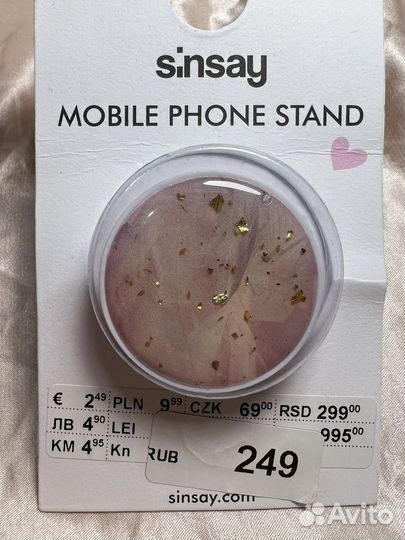 sinsay
MOBILE PHONE STAND
€ 2⁴⁹ PLN 9⁹⁹ CZK 69⁰⁰ RSD 299⁰⁰
ЛВ 4⁹⁰ LEI 995⁰⁰
KM 4⁹⁵ Kn RUB 249
sinsay.com
Avito